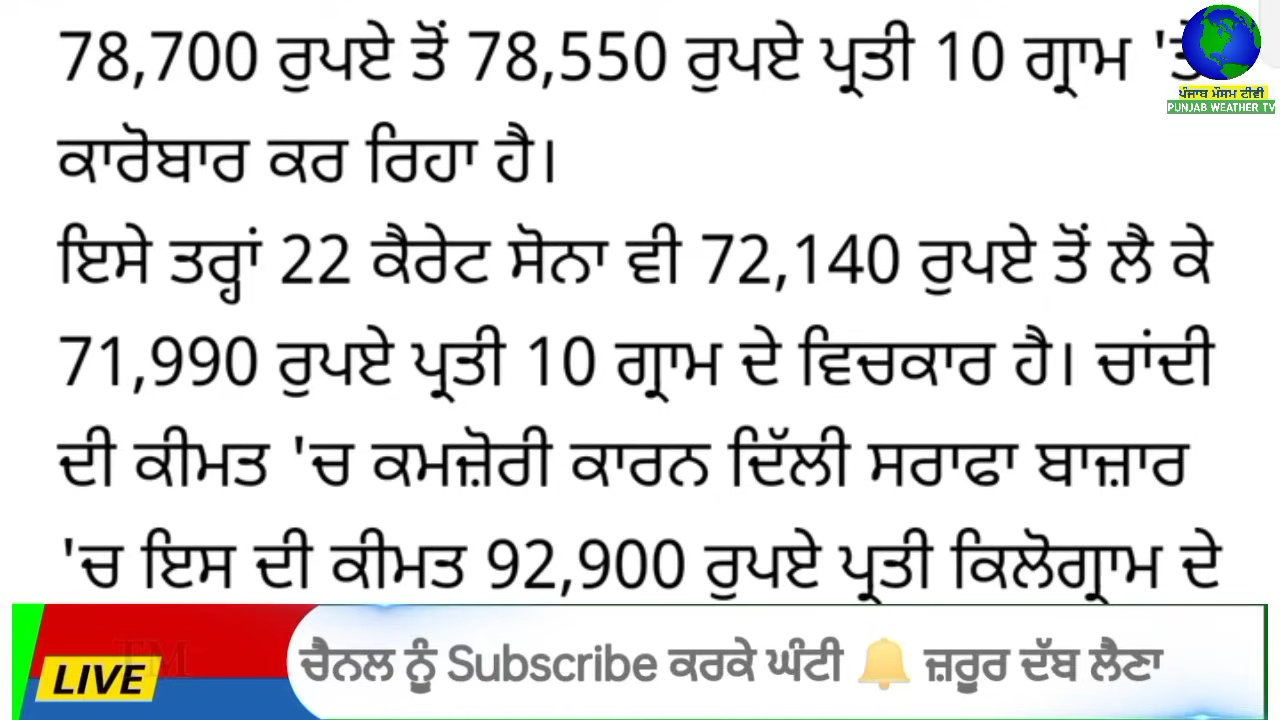 78,700 ਰੁਪਏ ਤੋਂ 78,550 ਰੁਪਏ ਪ੍ਰਤੀ 10 ਗ੍ਰਾਮ 'ਤੇ
ਪੰਜਾਬ ਮੌਸਮ ਟੀਵੀ
PUNJAB WEATHER TV
ਕਾਰੋਬਾਰ ਕਰ ਰਿਹਾ ਹੈ।
ਇਸੇ ਤਰ੍ਹਾਂ 22 ਕੈਰੇਟ ਸੋਨਾ ਵੀ 72,140 ਰੁਪਏ ਤੋਂ ਲੈ ਕੇ
71,990 ਰੁਪਏ ਪ੍ਰਤੀ 10 ਗ੍ਰਾਮ ਦੇ ਵਿਚਕਾਰ ਹੈ। ਚਾਂਦੀ
ਦੀ ਕੀਮਤ 'ਚ ਕਮਜ਼ੋਰੀ ਕਾਰਨ ਦਿੱਲੀ ਸਰਾਫਾ ਬਾਜ਼ਾਰ
'ਚ ਇਸ ਦੀ ਕੀਮਤ 92,900 ਰੁਪਏ ਪ੍ਰਤੀ ਕਿਲੋਗ੍ਰਾਮ ਦੇ
TM
LIVE
ਚੈਨਲ ਨੂੰ Subscribe ਕਰਕੇ ਘੰਟੀ 🔔 ਜ਼ਰੂਰ ਦੱਬ ਲੈਣਾ